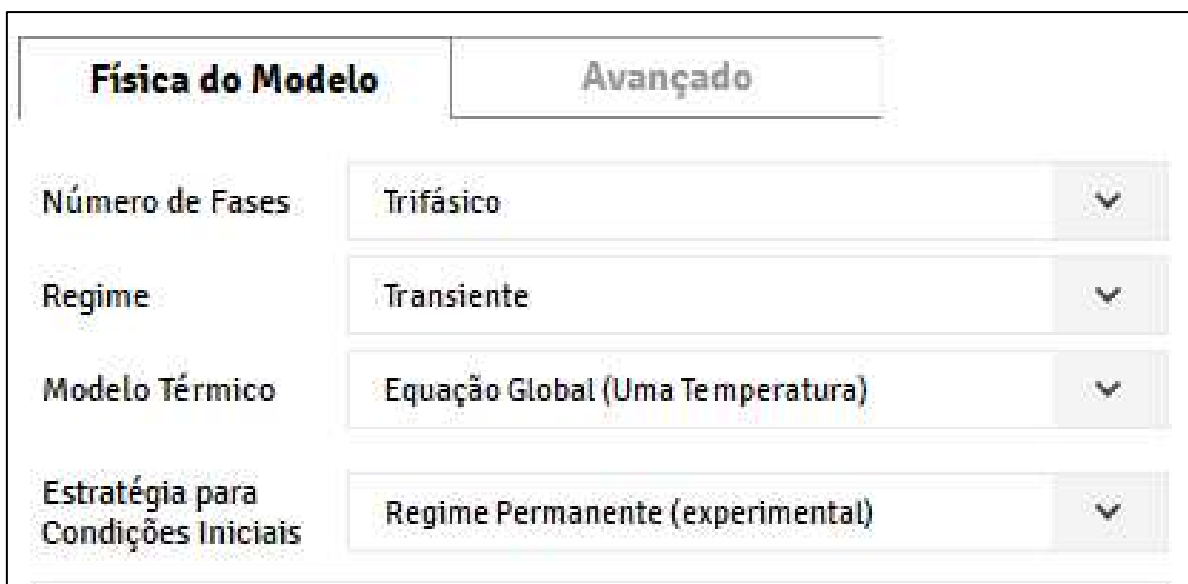 Física do Modelo Avançado
Número de Fases Trifásico
Regime Transiente
Modelo Térmico Equação Global (Uma Temperatura)
Estratégia para
Condições Iniciais Regime Permanente (experimental)